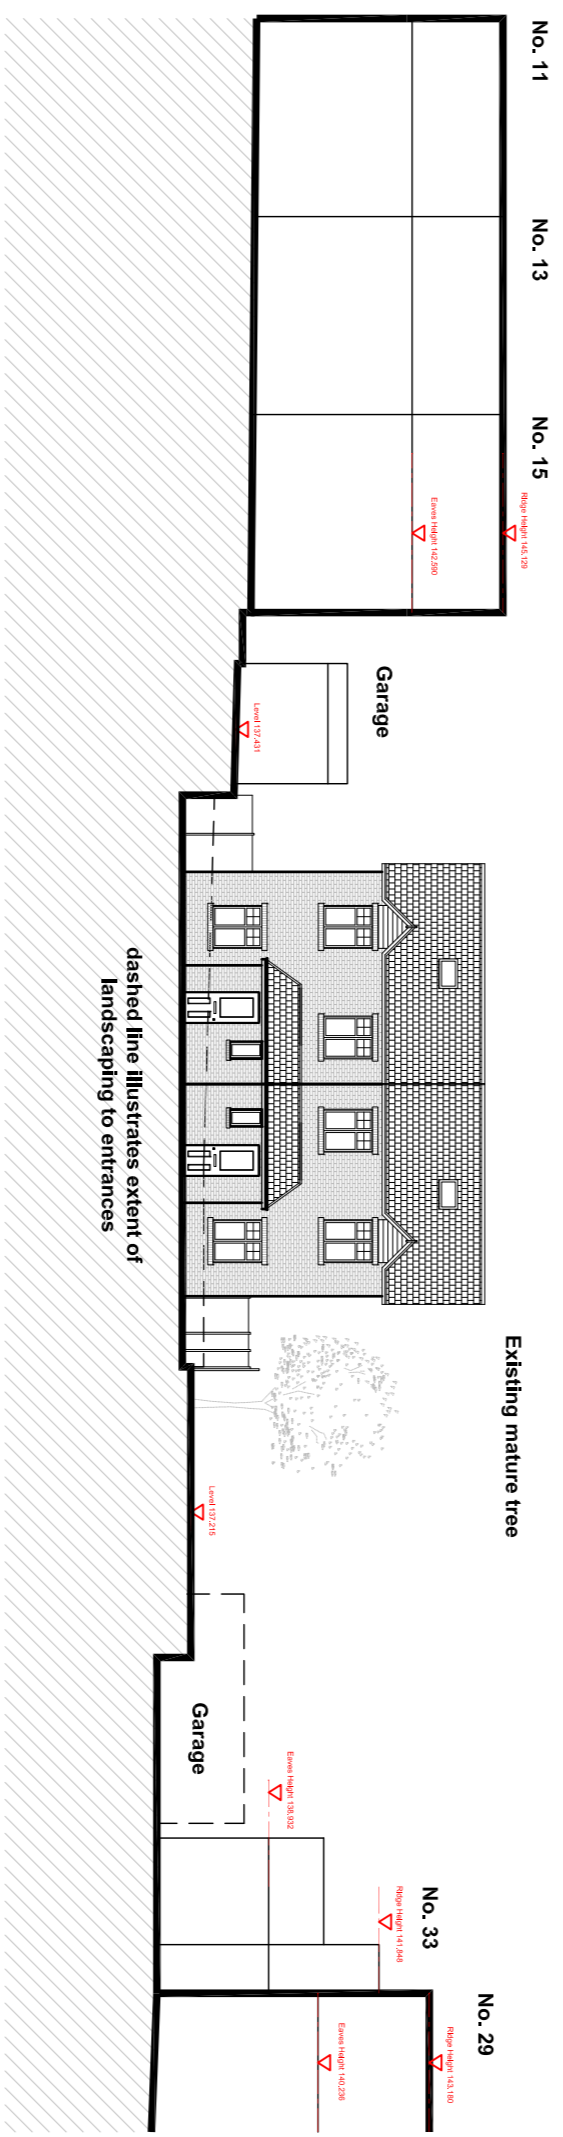 No. 11
No. 13
No. 15
Ridge Height 145,129
Eaves Height 142,590
Garage
Level 137,431
dashed line illustrates extent of
landscaping to entrances
Existing mature tree
Level 137,215
Garage
Eaves Height 138,932
No. 33
Ridge Height 141,848
No. 29
Ridge Height 143,180
Eaves Height 140,236